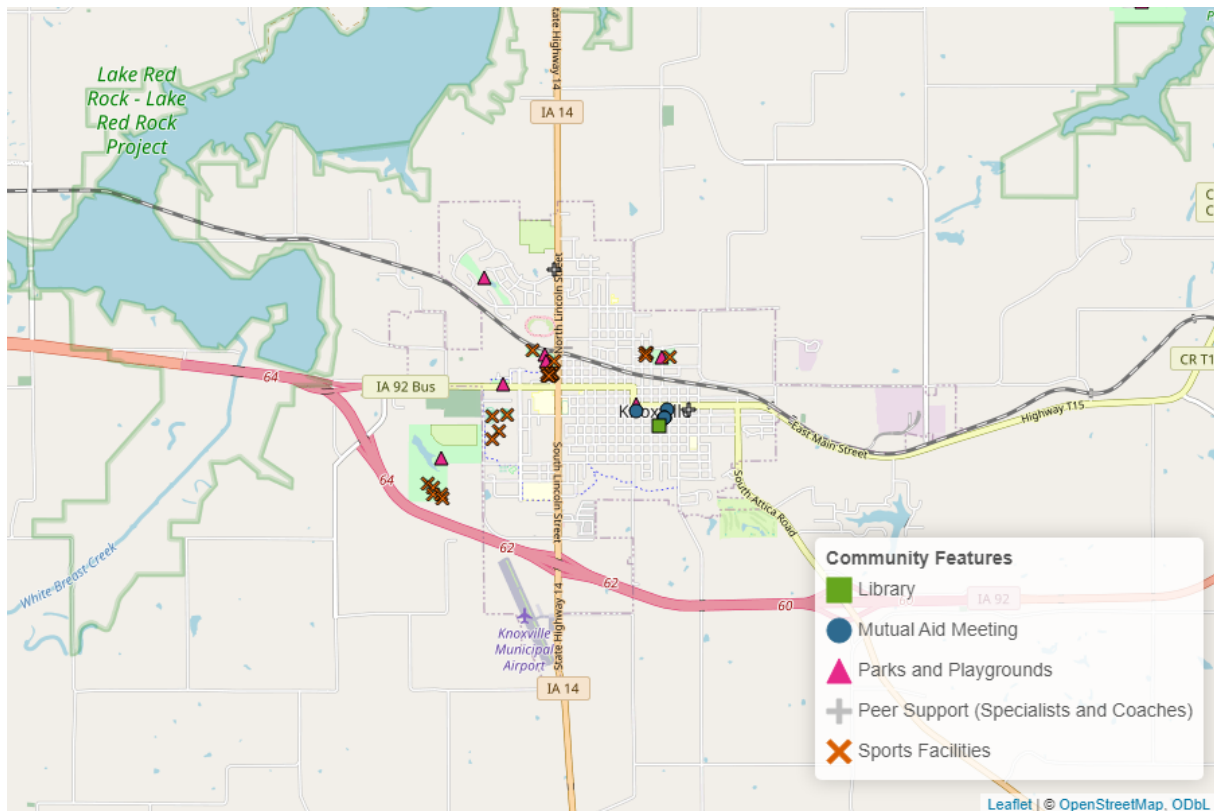 Lake Red
Rock - Lake
Red Rock
Project
State Highway 14
IA 14
C
C
North Lincoln Street
64
IA 92 Bus
CR T1
Knoxville
Highway T15
East Main Street
64
South Lincoln Street
South Attica Road
62
62
60
IA 92
White Breast Creek
Knoxville
Municipal
Airport
State Highway 14
IA 14
Community Features
Library
Mutual Aid Meeting
Parks and Playgrounds
Peer Support (Specialists and Coaches)
Sports Facilities
Leaflet | © OpenStreetMap, ODbL